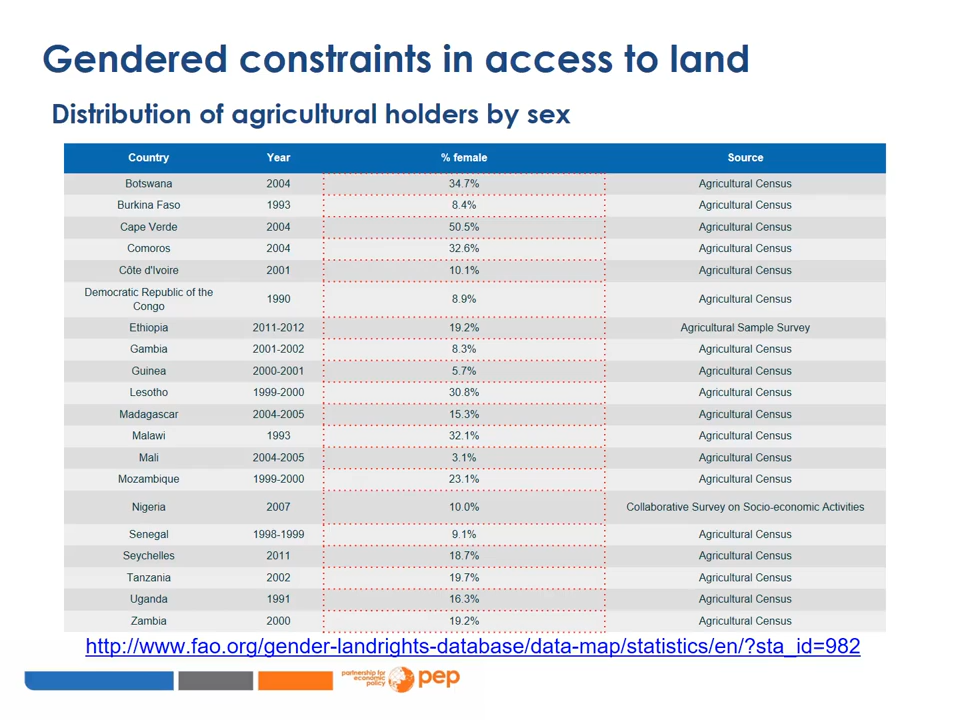 Gendered constraints in access to land
Distribution of agricultural holders by sex
Country Year % female Source
Botswana 2004 34.7% Agricultural Census
Burkina Faso 1993 8.4% Agricultural Census
Cape Verde 2004 50.5% Agricultural Census
Comoros 2004 32.6% Agricultural Census
Côte d'Ivoire 2001 10.1% Agricultural Census
Democratic Republic of the
Congo 1990 8.9% Agricultural Census
Ethiopia 2011-2012 19.2% Agricultural Sample Survey
Gambia 2001-2002 8.3% Agricultural Census
Guinea 2000-2001 5.7% Agricultural Census
Lesotho 1999-2000 30.8% Agricultural Census
Madagascar 2004-2005 15.3% Agricultural Census
Malawi 1993 32.1% Agricultural Census
Mali 2004-2005 3.1% Agricultural Census
Mozambique 1999-2000 23.1% Agricultural Census
Nigeria 2007 10.0% Collaborative Survey on Socio-economic Activities
Senegal 1998-1999 9.1% Agricultural Census
Seychelles 2011 18.7% Agricultural Census
Tanzania 2002 19.7% Agricultural Census
Uganda 1991 16.3% Agricultural Census
Zambia 2000 19.2% Agricultural Census
http://www.fao.org/gender-landrights-database/data-map/statistics/en/?sta_id=982
partnership for
economic
policy
pep